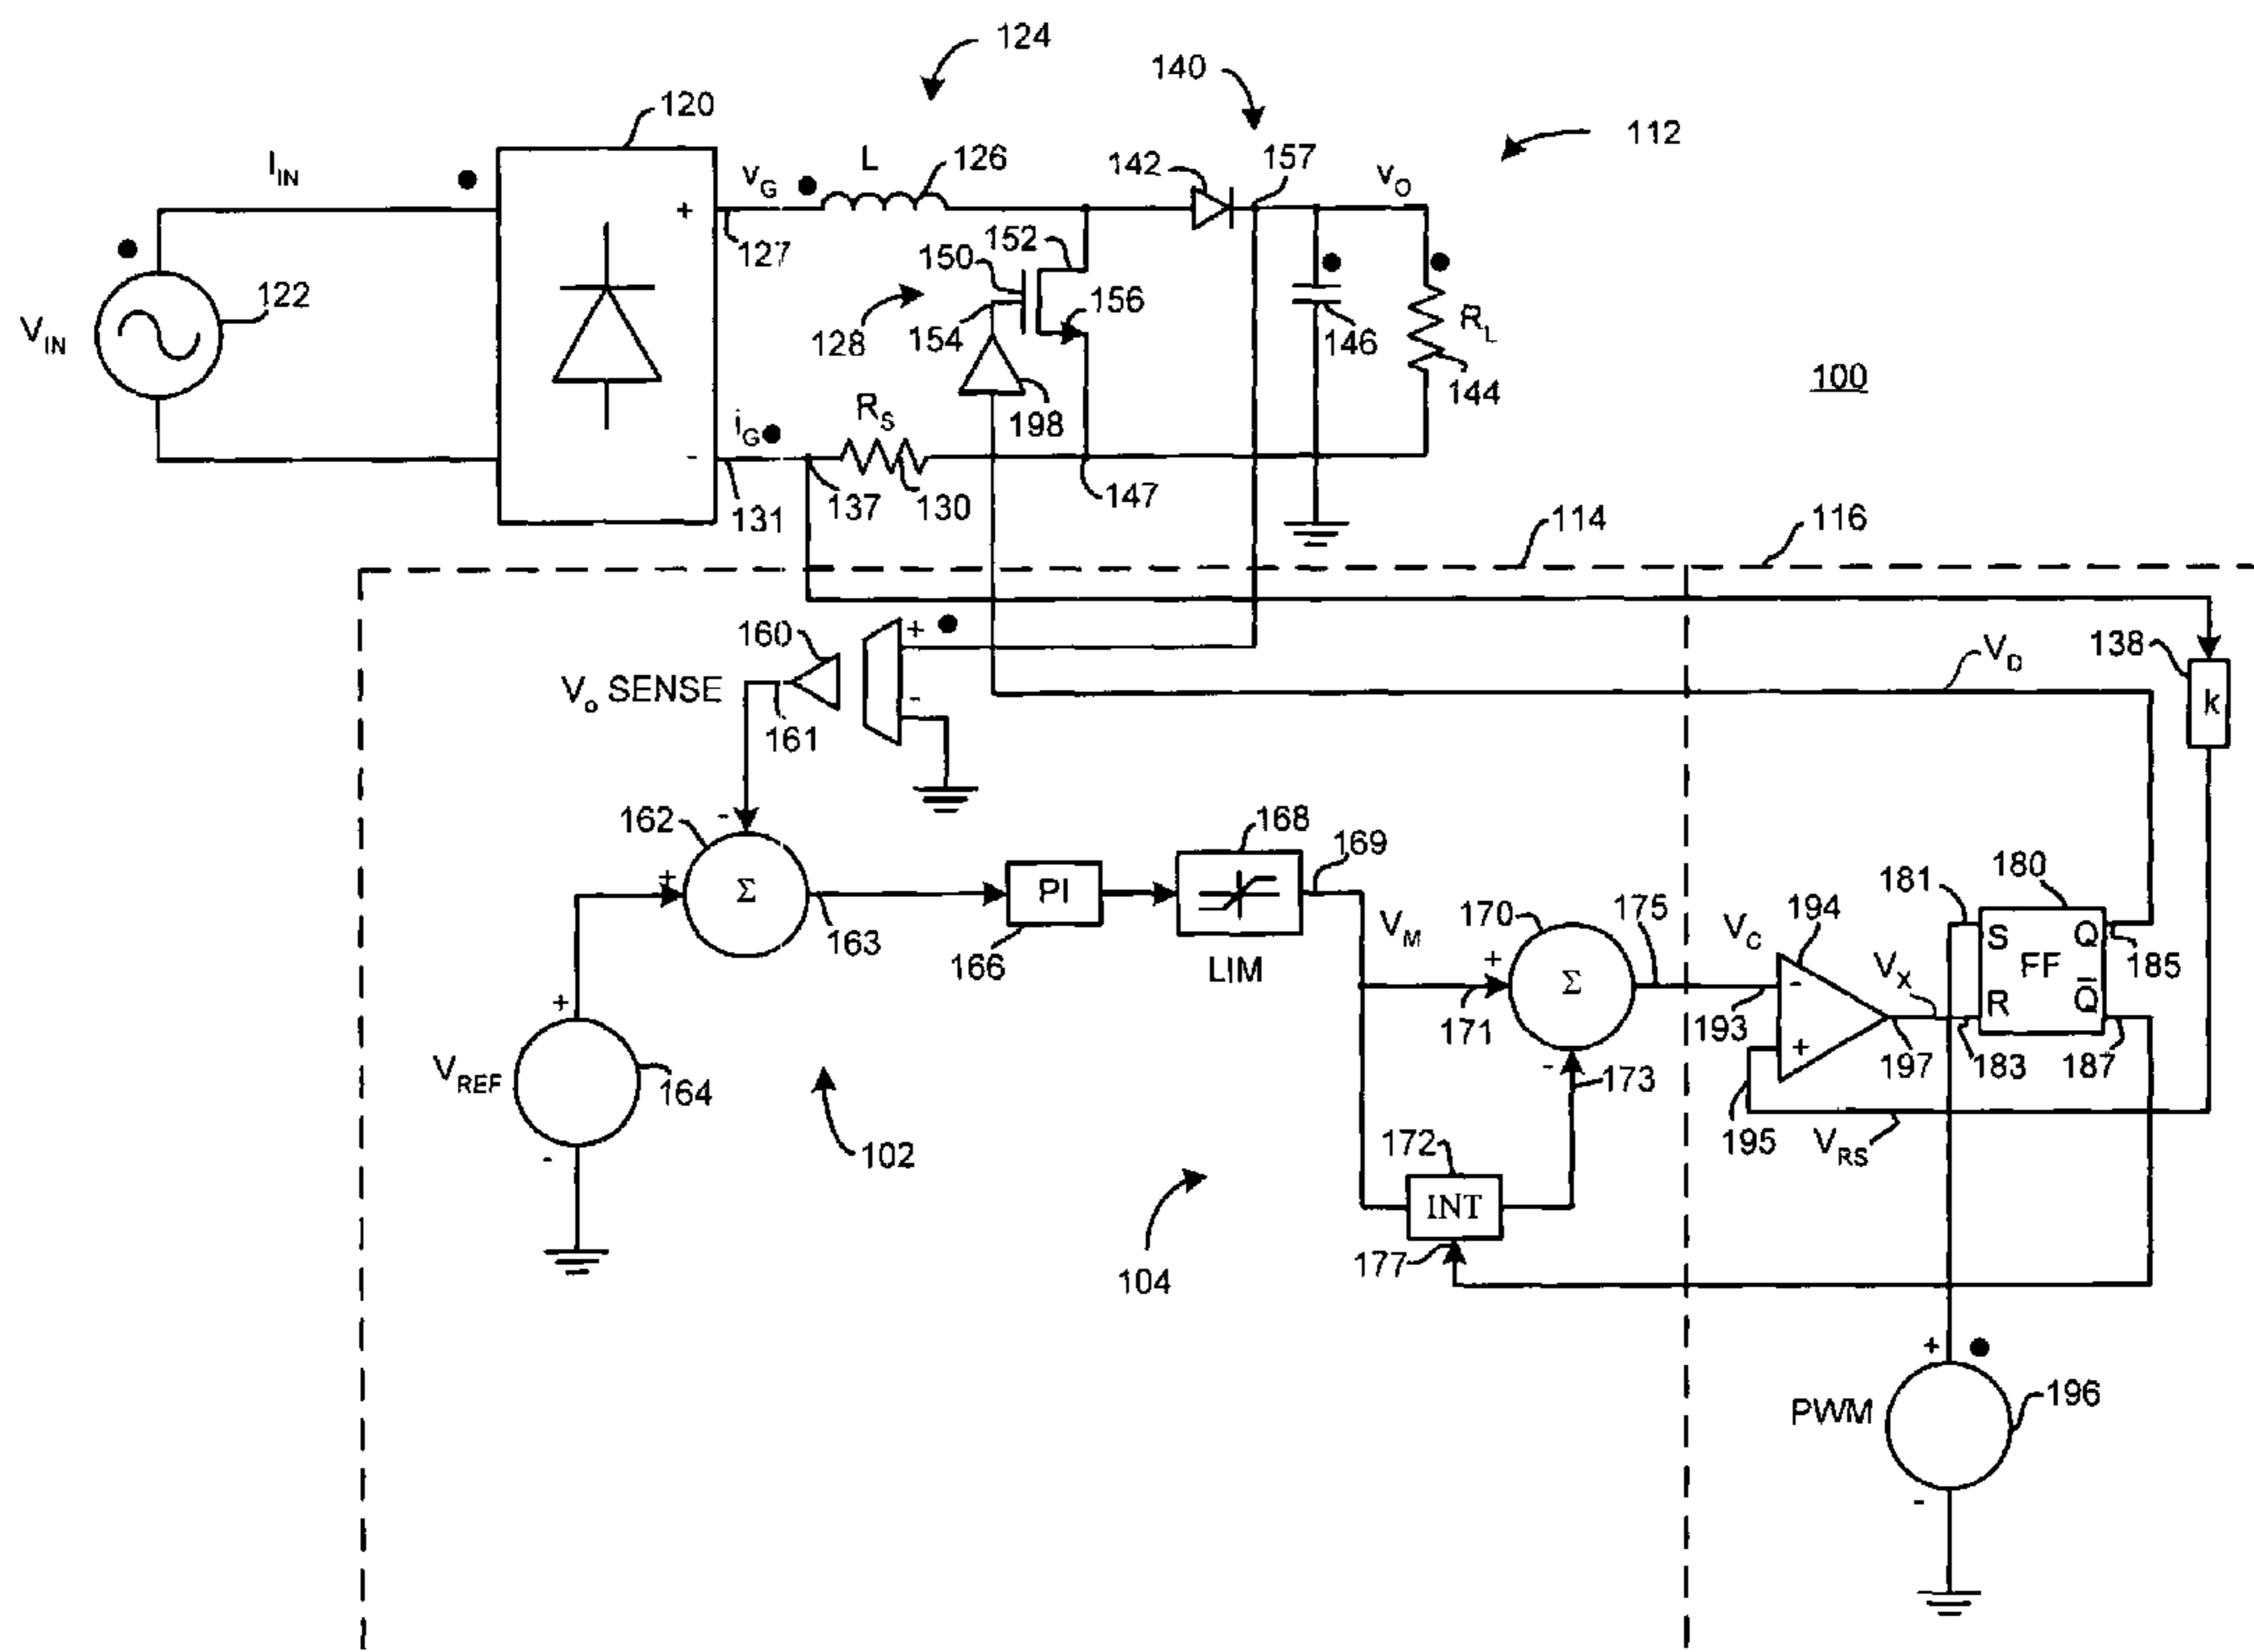 124
140
120
112
I_IN
v_G
L
126
142
157
v_O
+
127
152
150
156
122
V_IN
154
128
146
R_L
144
198
100
R_S
i_G
-
131
137
130
147
114
116
160
+
138
V_D
V_o SENSE
-
k
161
162
-
168
169
180
181
+
Σ
PI
170
175
194
S
Q
163
V_M
V_C
FF
185
166
LIM
+
Σ
-
V_X
R
Q̄
+
171
193
+
197
183
187
V_REF
164
-
173
195
V_RS
102
172
-
INT
177
104
+
PWM
196
-